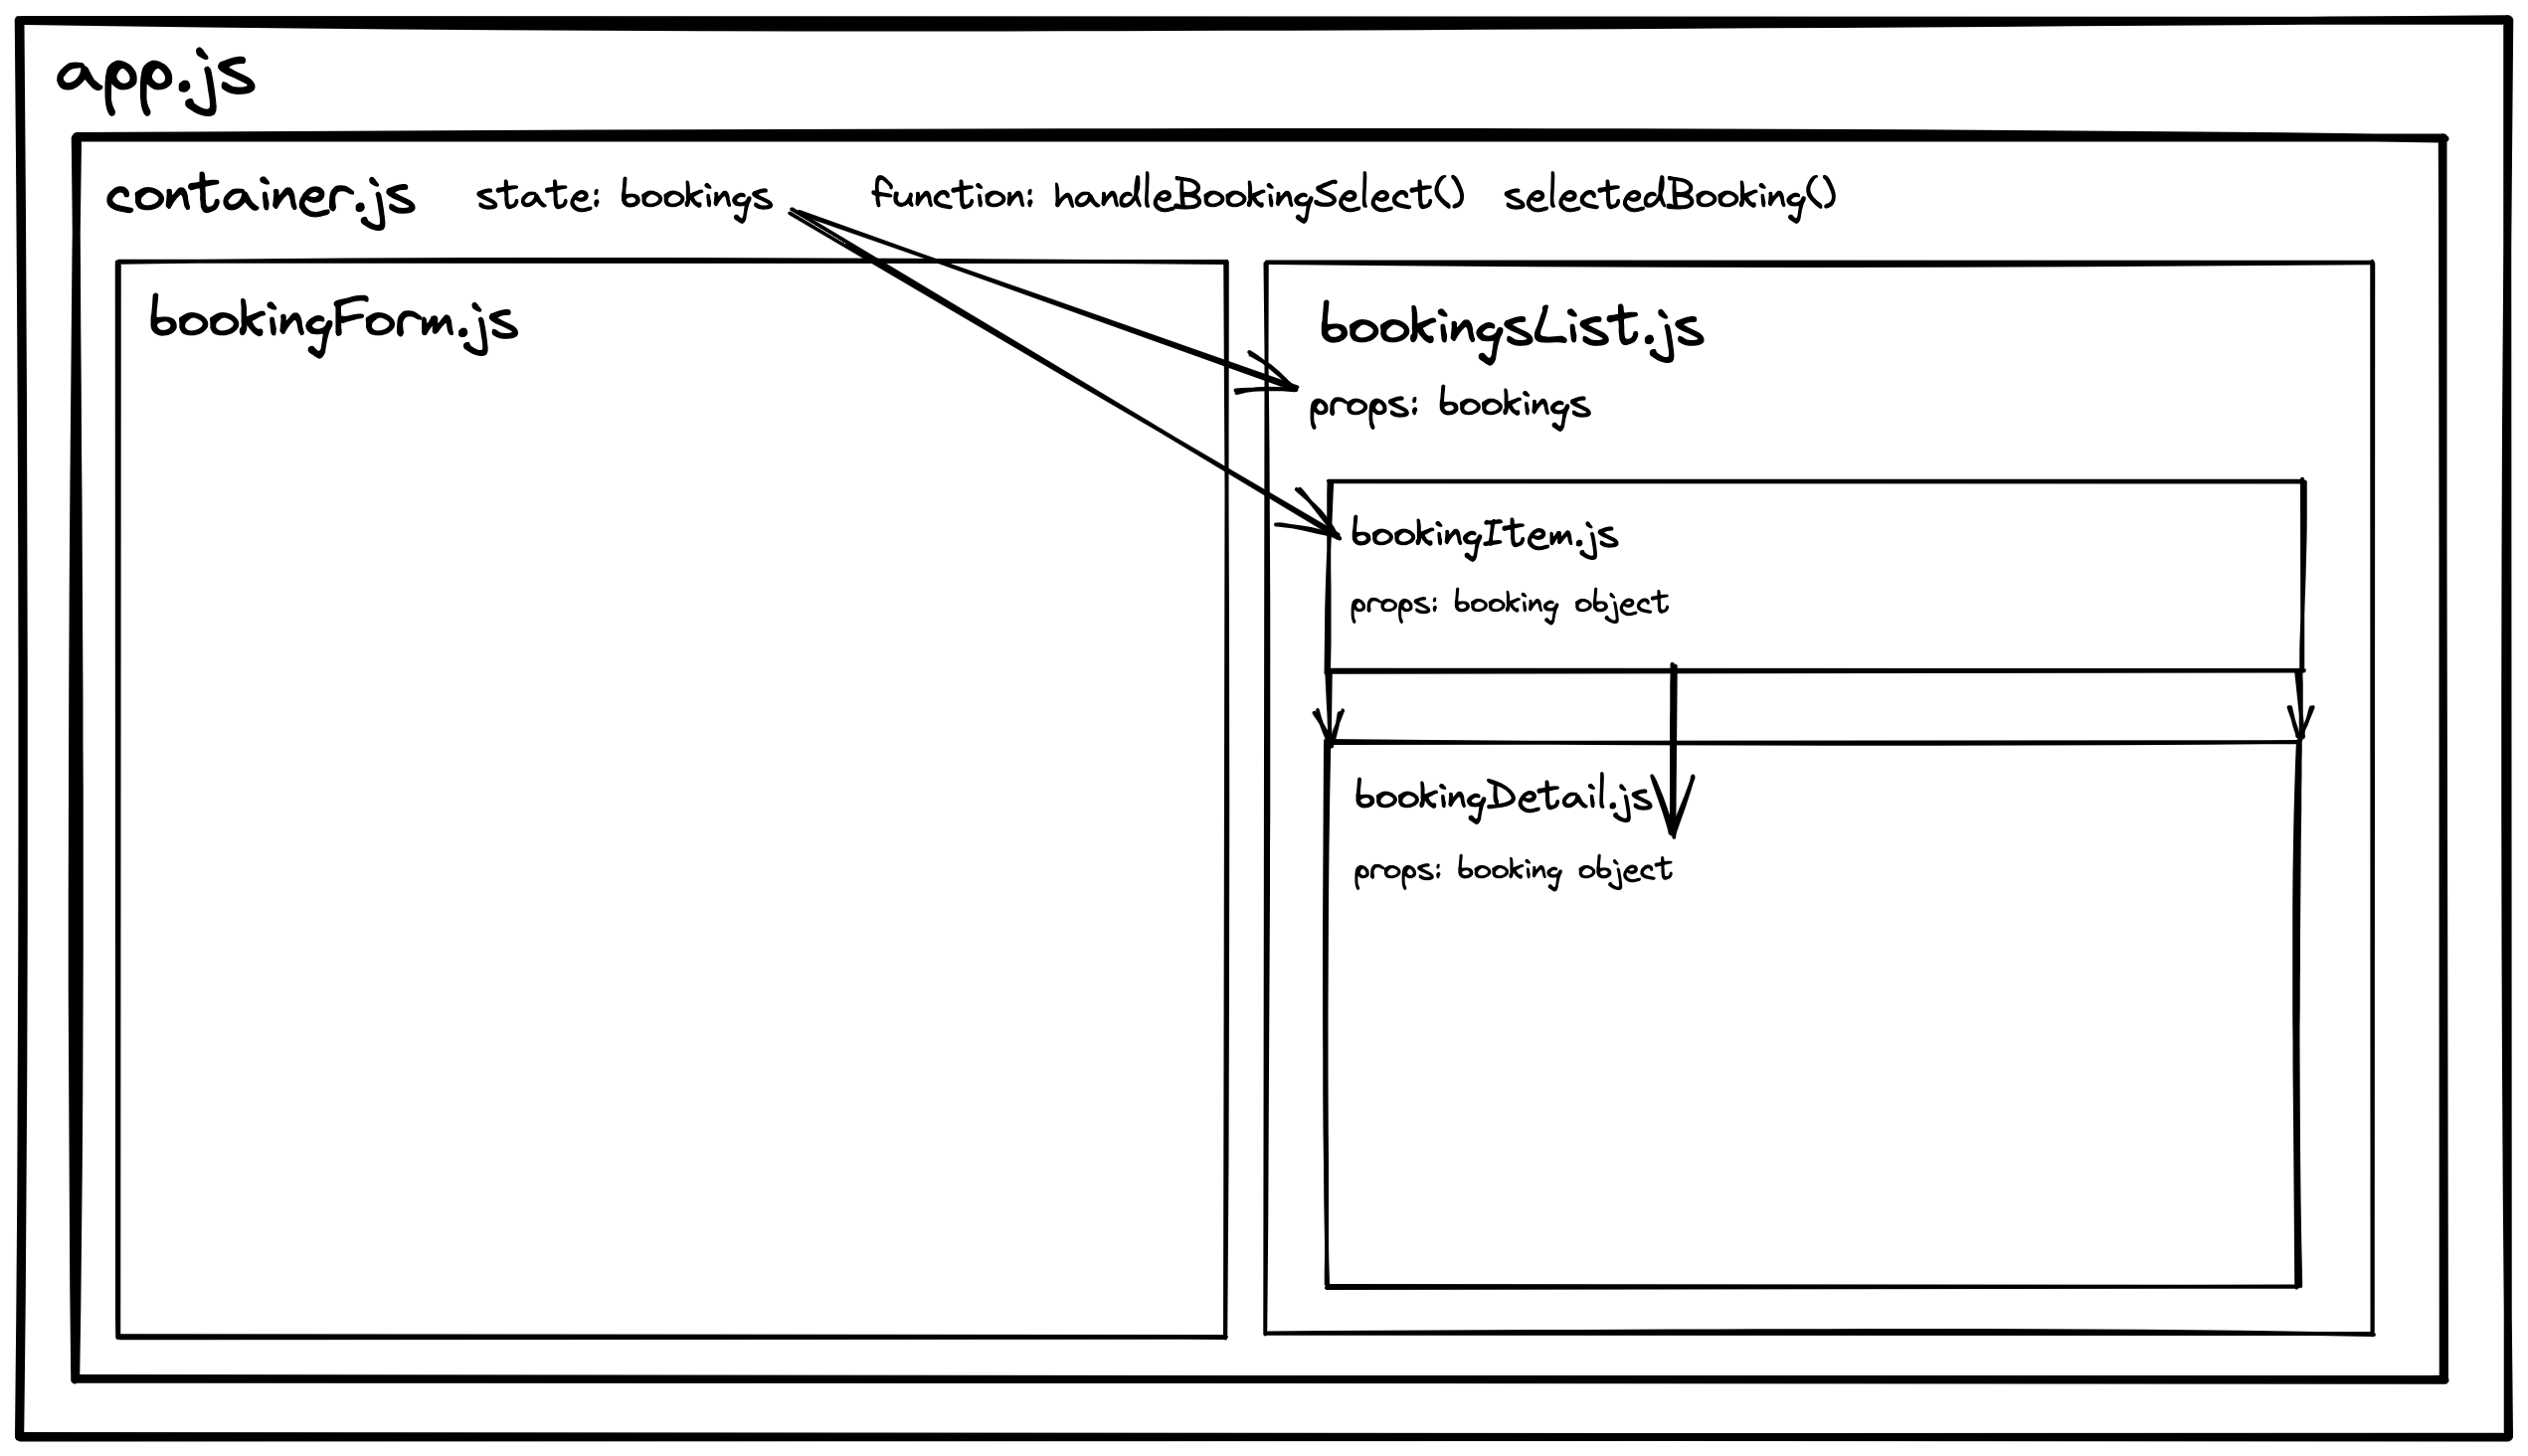 app.js
container.js state: bookings function: handleBookingSelect() selectedBooking()
bookingForm.js
bookingsList.js
props: bookings
bookingItem.js
props: booking object
bookingDetail.js
props: booking object